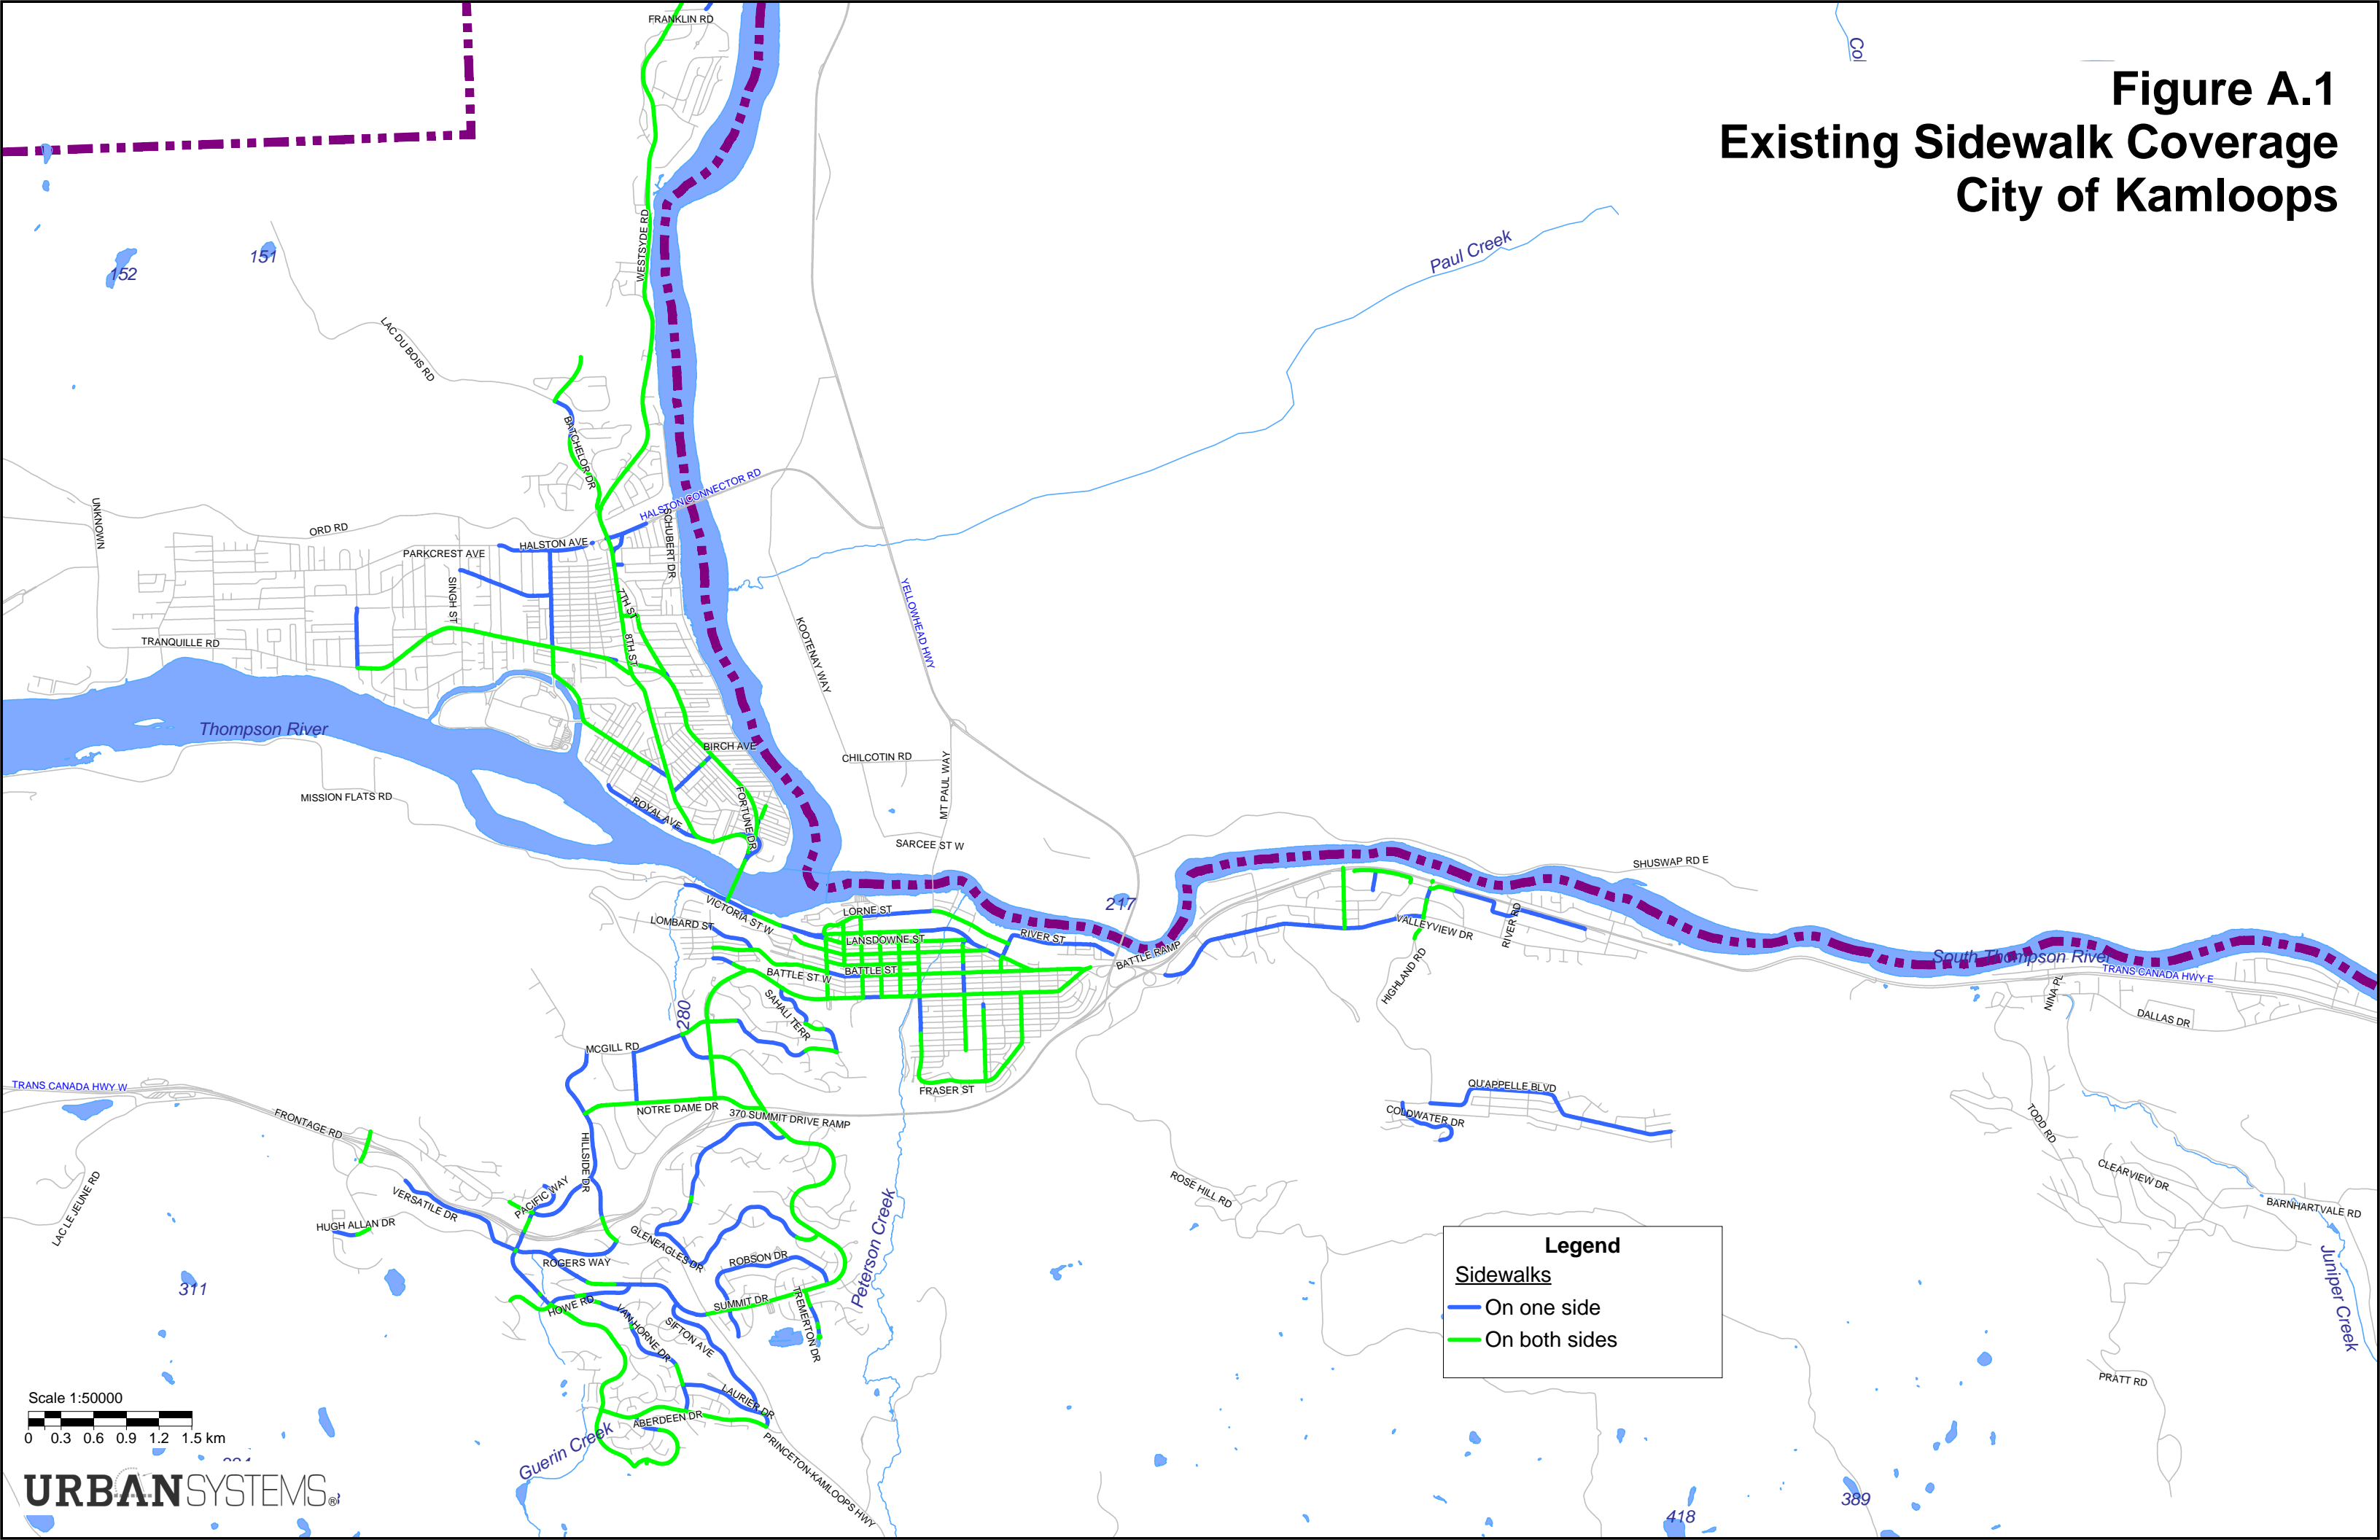 Figure A.1
Existing Sidewalk Coverage
City of Kamloops
FRANKLIN RD
Col
Paul Creek
WESTSYDE RD
152
151
LAC DU BOIS RD
BATCHELOR DR
HALSTON CONNECTOR RD
UNKNOWN
ORD RD
PARKCREST AVE
HALSTON AVE
SCHUBERT DR
SINGH ST
7TH ST
8TH ST
YELLOWHEAD HWY
KOOTENAY WAY
TRANQUILLE RD
Thompson River
BIRCH AVE
CHILCOTIN RD
MT PAUL WAY
MISSION FLATS RD
ROYAL AVE
FORTUNE DR
SARCEE ST W
SHUSWAP RD E
217
VICTORIA ST W
LORNE ST
LOMBARD ST
LANSDOWNE ST
RIVER ST
BATTLE RAMP
VALLEYVIEW DR
RIVER RD
South Thompson River
TRANS CANADA HWY E
BATTLE ST W
BATTLE ST
HIGHLAND RD
NINA PL
DALLAS DR
280
SAHALI TERR
MCGILL RD
TRANS CANADA HWY W
FRASER ST
QU'APPELLE BLVD
COLDWATER DR
NOTRE DAME DR
370 SUMMIT DRIVE RAMP
FRONTAGE RD
TODD RD
HILLSIDE DR
CLEARVIEW DR
BARNHARTVALE RD
LAC LE JEUNE RD
VERSATILE DR
PACIFIC WAY
ROSE HILL RD
HUGH ALLAN DR
GLENEAGLES DR
Peterson Creek
ROGERS WAY
ROBSON DR
Juniper Creek
311
HOWE RD
SUMMIT DR
TREMERTON DR
VAN HORNE DR
SIFTON AVE
LAURIER DR
ABERDEEN DR
PRATT RD
Guerin Creek
PRINCETON-KAMLOOPS HWY
389
418
Legend
Sidewalks
On one side
On both sides
Scale 1:50000
0 0.3 0.6 0.9 1.2 1.5 km
URBANSYSTEMS®